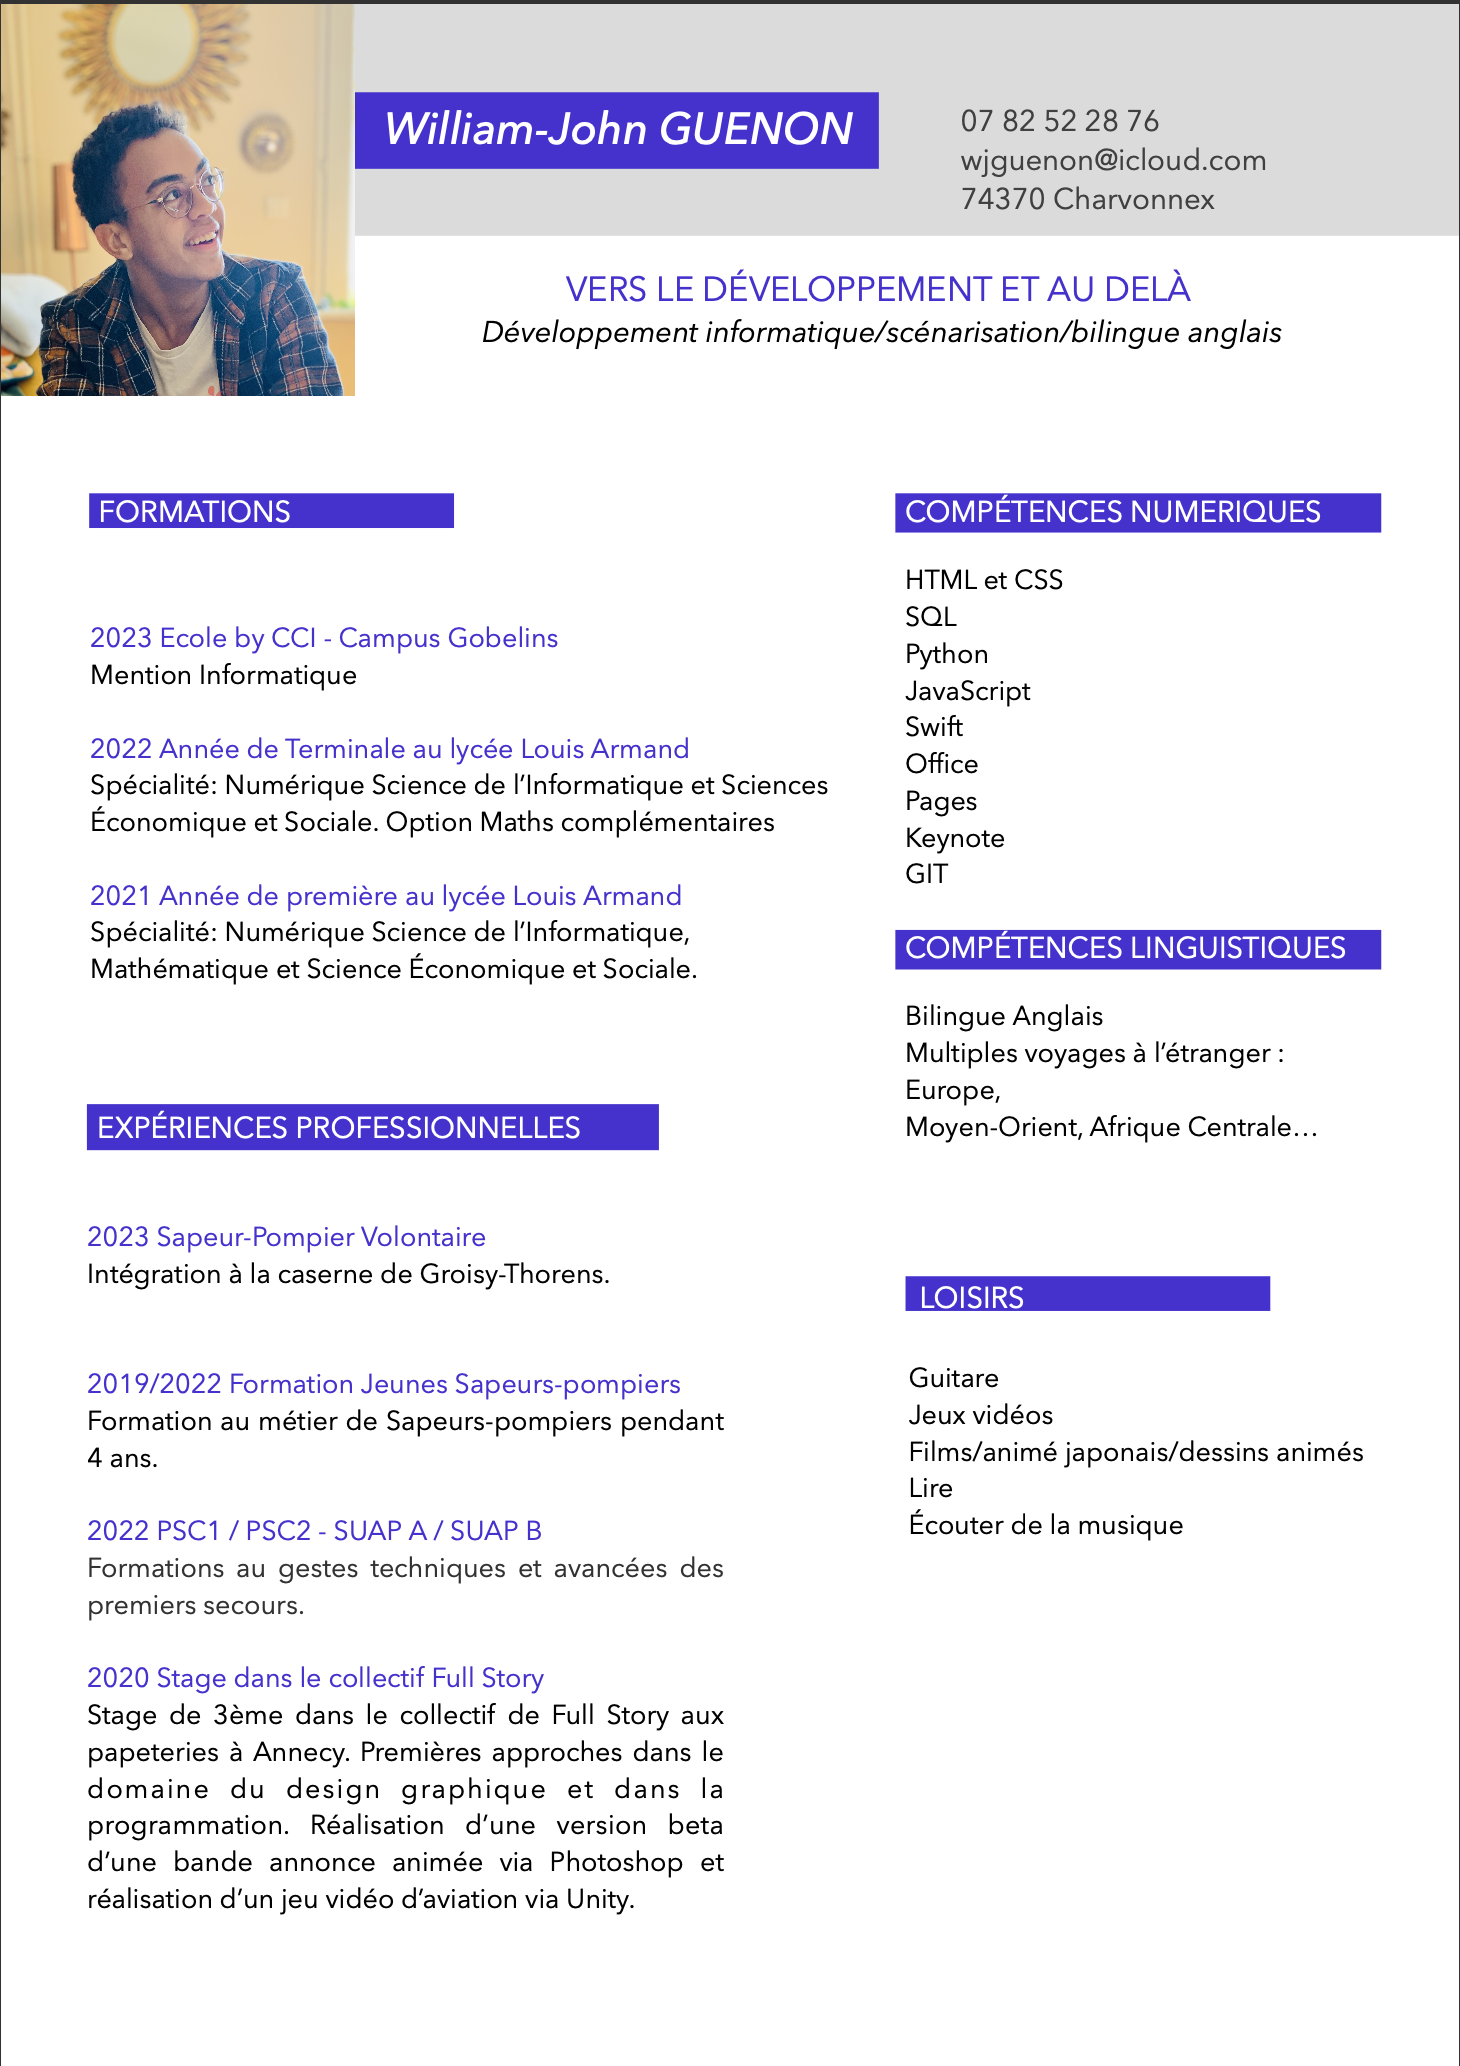 William-John GUENON
07 82 52 28 76
wjguenon@icloud.com
74370 Charvonnex
VERS LE DÉVELOPPEMENT ET AU DELÀ
Développement informatique/scénarisation/bilingue anglais
FORMATIONS
2023 Ecole by CCI - Campus Gobelins
Mention Informatique
2022 Année de Terminale au lycée Louis Armand
Spécialité: Numérique Science de l’Informatique et Sciences
Économique et Sociale. Option Maths complémentaires
2021 Année de première au lycée Louis Armand
Spécialité: Numérique Science de l’Informatique,
Mathématique et Science Économique et Sociale.
EXPÉRIENCES PROFESSIONNELLES
2023 Sapeur-Pompier Volontaire
Intégration à la caserne de Groisy-Thorens.
2019/2022 Formation Jeunes Sapeurs-pompiers
Formation au métier de Sapeurs-pompiers pendant
4 ans.
2022 PSC1 / PSC2 - SUAP A / SUAP B
Formations au gestes techniques et avancées des
premiers secours.
2020 Stage dans le collectif Full Story
Stage de 3ème dans le collectif de Full Story aux
papeteries à Annecy. Premières approches dans le
domaine du design graphique et dans la
programmation. Réalisation d’une version beta
d’une bande annonce animée via Photoshop et
réalisation d’un jeu vidéo d’aviation via Unity.
COMPÉTENCES NUMERIQUES
HTML et CSS
SQL
Python
JavaScript
Swift
Office
Pages
Keynote
GIT
COMPÉTENCES LINGUISTIQUES
Bilingue Anglais
Multiples voyages à l’étranger :
Europe,
Moyen-Orient, Afrique Centrale…
LOISIRS
Guitare
Jeux vidéos
Films/animé japonais/dessins animés
Lire
Écouter de la musique